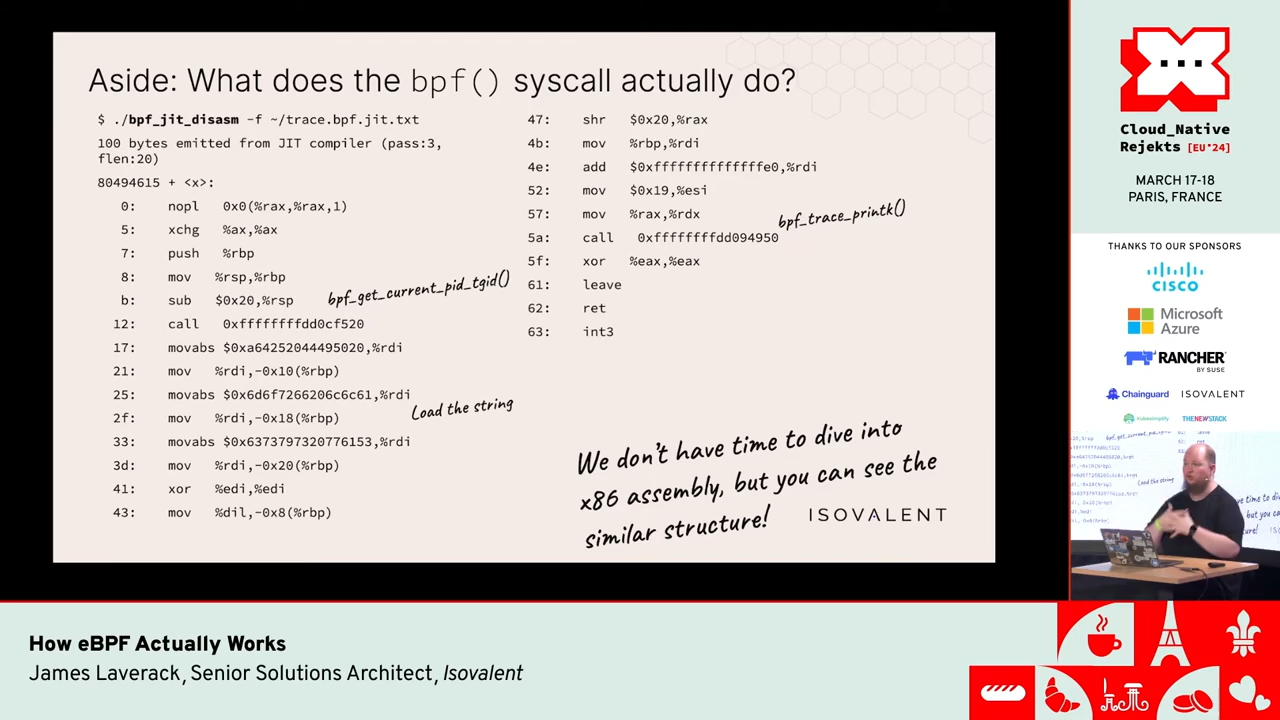 Aside: What does the bpf() syscall actually do?
$ ./bpf_jit_disasm -f ~/trace.bpf.jit.txt
100 bytes emitted from JIT compiler (pass:3,
flen:20)
80494615 + <x>:
0: nopl 0x0(%rax,%rax,1)
5: xchg %ax,%ax
7: push %rbp
8: mov %rsp,%rbp
bpf_get_current_pid_tgid()
b: sub $0x20,%rsp
12: call 0xffffffffdd0cf520
17: movabs $0xa64252044495020,%rdi
21: mov %rdi,-0x10(%rbp)
25: movabs $0x6d6f7266206c6c61,%rdi
Load the string
2f: mov %rdi,-0x18(%rbp)
33: movabs $0x6373797320776153,%rdi
3d: mov %rdi,-0x20(%rbp)
41: xor %edi,%edi
43: mov %dil,-0x8(%rbp)
47: shr $0x20,%rax
4b: mov %rbp,%rdi
4e: add $0xffffffffffffffe0,%rdi
52: mov $0x19,%esi
57: mov %rax,%rdx
bpf_trace_printk()
5a: call 0xffffffffdd094950
5f: xor %eax,%eax
61: leave
62: ret
63: int3
We don't have time to dive into
x86 assembly, but you can see the
similar structure!
ISOVALENT
Cloud_Native
Rejekts [EU'24]
MARCH 17-18
PARIS, FRANCE
THANKS TO OUR SPONSORS
CISCO
Microsoft
Azure
RANCHER
BY SUSE
Chainguard
ISOVALENT
Kubesimplify
THENEWSTACK
How eBPF Actually Works
James Laverack, Senior Solutions Architect, Isovalent